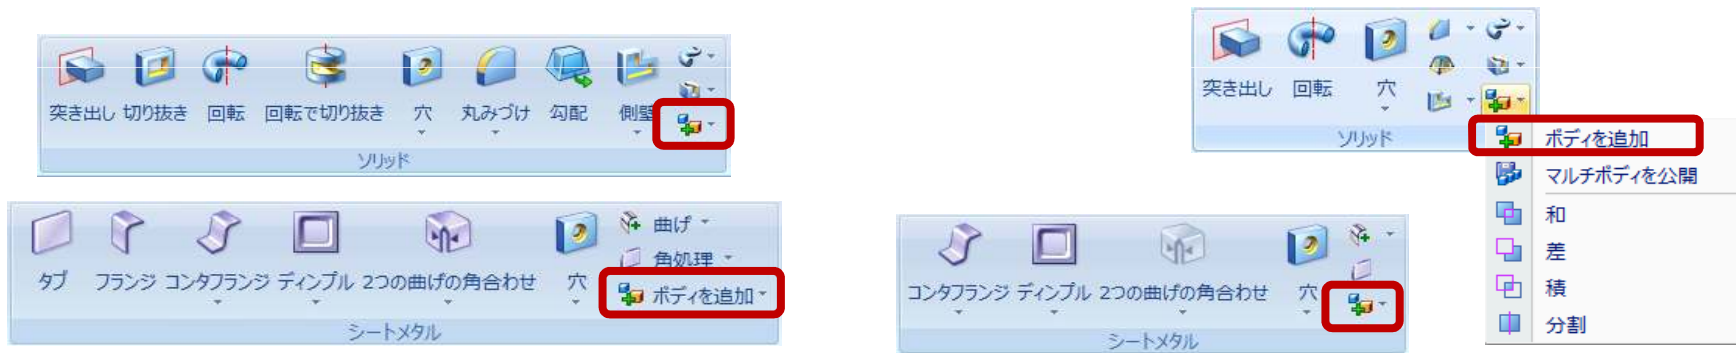 突き出し 切り抜き 回転 回転で切り抜き 穴 丸みづけ 勾配 側壁
ソリッド
タブ フランジ コンタフランジ ディンプル 2つの曲げの角合わせ 穴
曲げ
角処理
ボディを追加
シートメタル
突き出し 回転 穴
ソリッド
ボディを追加
マルチボディを公開
和
差
積
分割
コンタフランジ ディンプル 2つの曲げの角合わせ 穴
シートメタル